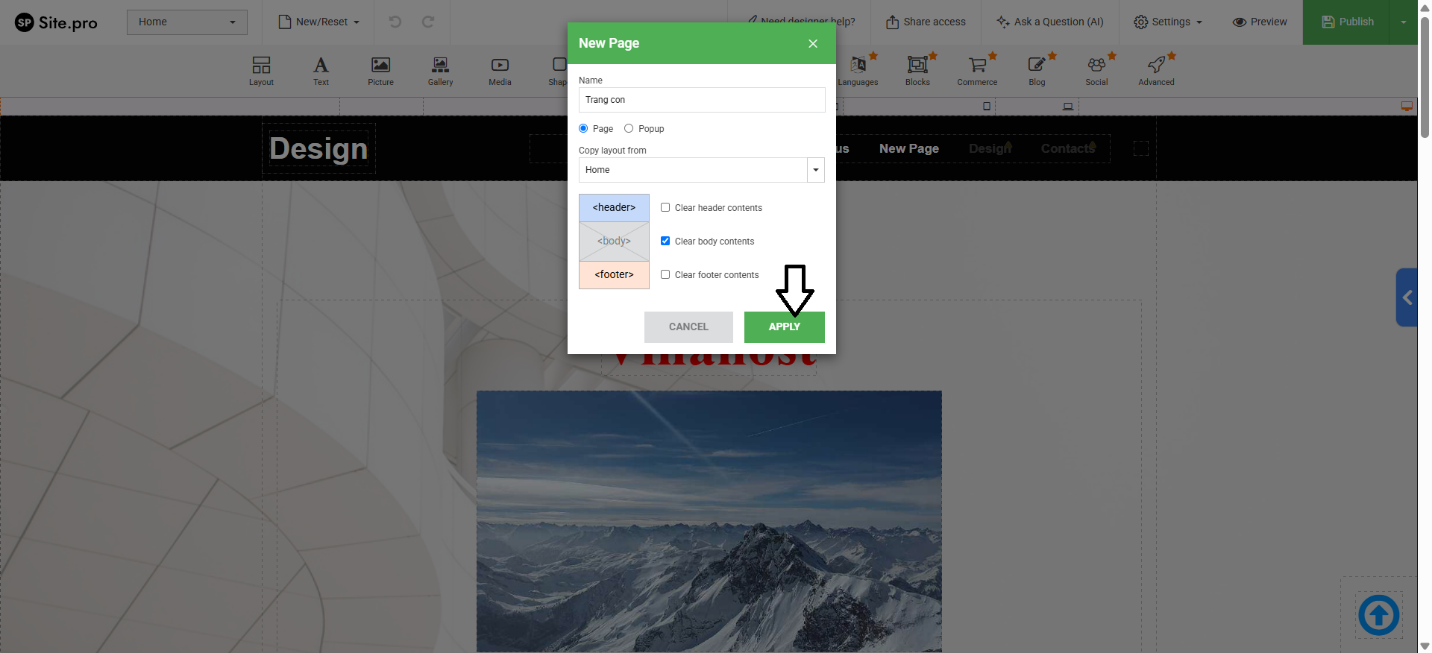 SP Site.pro
Home
New/Reset
Need designer help?
Share access
Ask a Question (AI)
Settings
Preview
Publish
Layout
Text
Picture
Gallery
Media
Languages
Blocks
Commerce
Blog
Social
Advanced
New Page
Name
Trang con
Page
Popup
Copy layout from
Home
<header>
Clear header contents
<body>
Clear body contents
<footer>
Clear footer contents
CANCEL
APPLY
Design
us
New Page
Design
Contacts